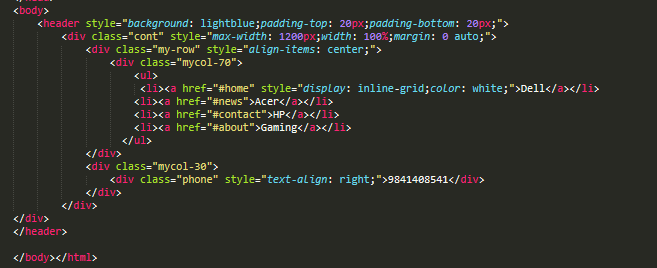 <body>
<header style="background: lightblue;padding-top: 20px;padding-bottom: 20px;">
<div class="cont" style="max-width: 1200px;width: 100%;margin: 0 auto;">
<div class="my-row" style="align-items: center;">
<div class="mycol-70">
<ul>
<li><a href="#home" style="display: inline-grid;color: white;">Dell</a></li>
<li><a href="#news">Acer</a></li>
<li><a href="#contact">HP</a></li>
<li><a href="#about">Gaming</a></li>
</ul>
</div>
<div class="mycol-30">
<div class="phone" style="text-align: right;">9841408541</div>
</div>
</div>
</div>
</header>
</body></html>